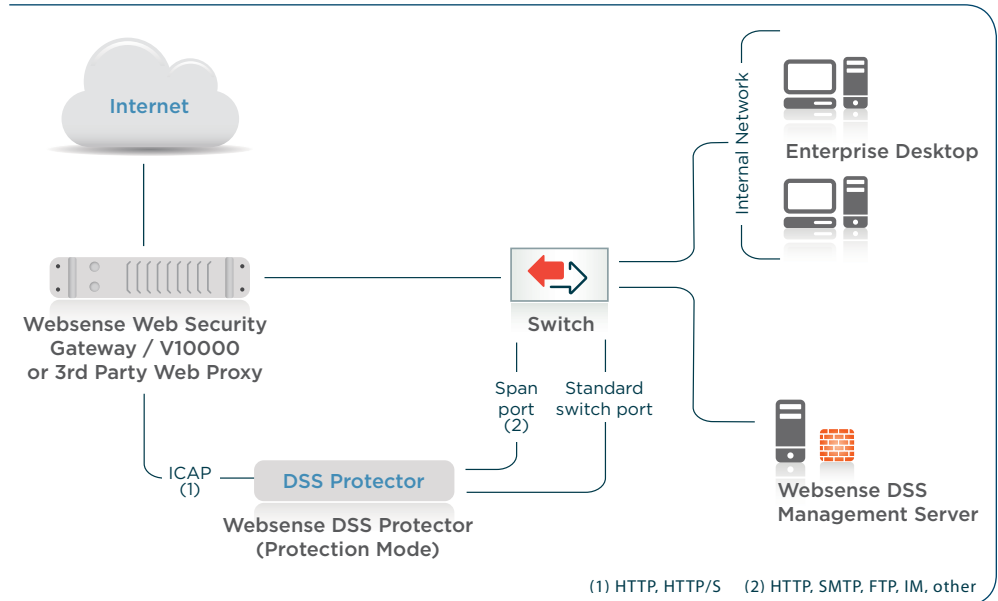 Internet
Internal Network
Enterprise Desktop
Websense Web Security
Gateway / V10000
or 3rd Party Web Proxy
Switch
Span
port
(2)
Standard
switch port
ICAP
(1)
DSS Protector
Websense DSS Protector
(Protection Mode)
Websense DSS
Management Server
(1) HTTP, HTTP/S (2) HTTP, SMTP, FTP, IM, other